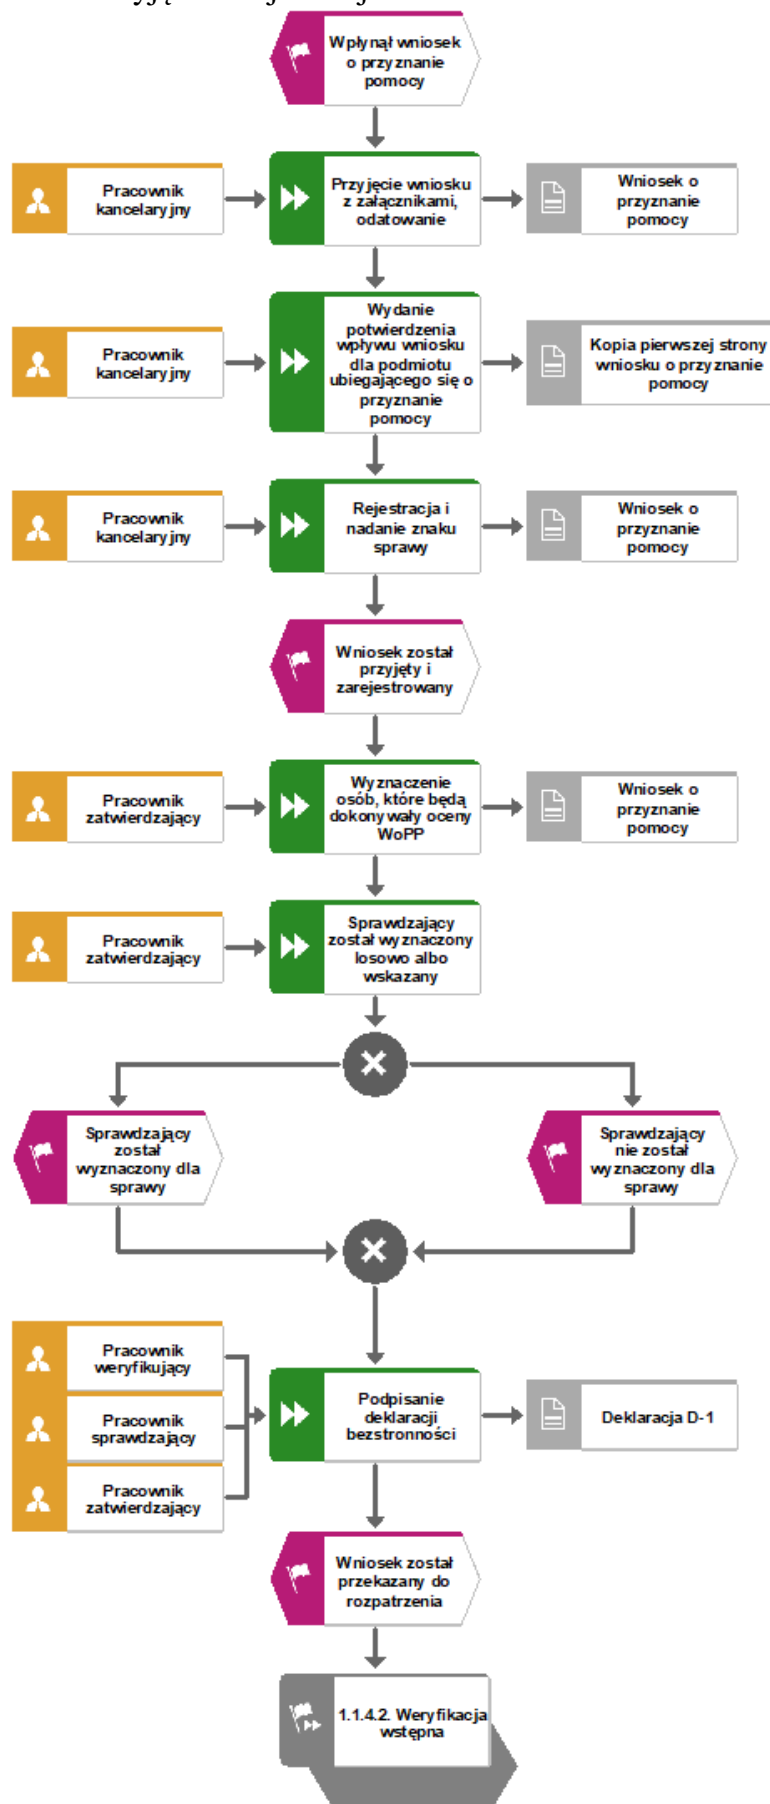 Wpłynął wniosek
o przyznanie
pomocy
Pracownik
kancelaryjny
Przyjęcie wniosku
z załącznikami,
odatowanie
Wniosek o
przyznanie
pomocy
Pracownik
kancelaryjny
Wydanie
potwierdzenia
wpływu wniosku
dla podmiotu
ubiegającego się o
przyznanie
pomocy
Kopia pierwszej strony
wniosku o przyznanie
pomocy
Pracownik
kancelaryjny
Rejestracja i
nadanie znaku
sprawy
Wniosek o
przyznanie
pomocy
Wniosek został
przyjęty i
zarejestrowany
Pracownik
zatwierdzający
Wyznaczenie
osób, które będą
dokonywały oceny
WoPP
Wniosek o
przyznanie
pomocy
Pracownik
zatwierdzający
Sprawdzający
został wyznaczony
losowo albo
wskazany
Sprawdzający
został
wyznaczony dla
sprawy
Sprawdzający
nie został
wyznaczony dla
sprawy
Pracownik
weryfikujący
Pracownik
sprawdzający
Pracownik
zatwierdzający
Podpisanie
deklaracji
bezstronności
Deklaracja D-1
Wniosek został
przekazany do
rozpatrzenia
1.1.4.2. Weryfikacja
wstępna